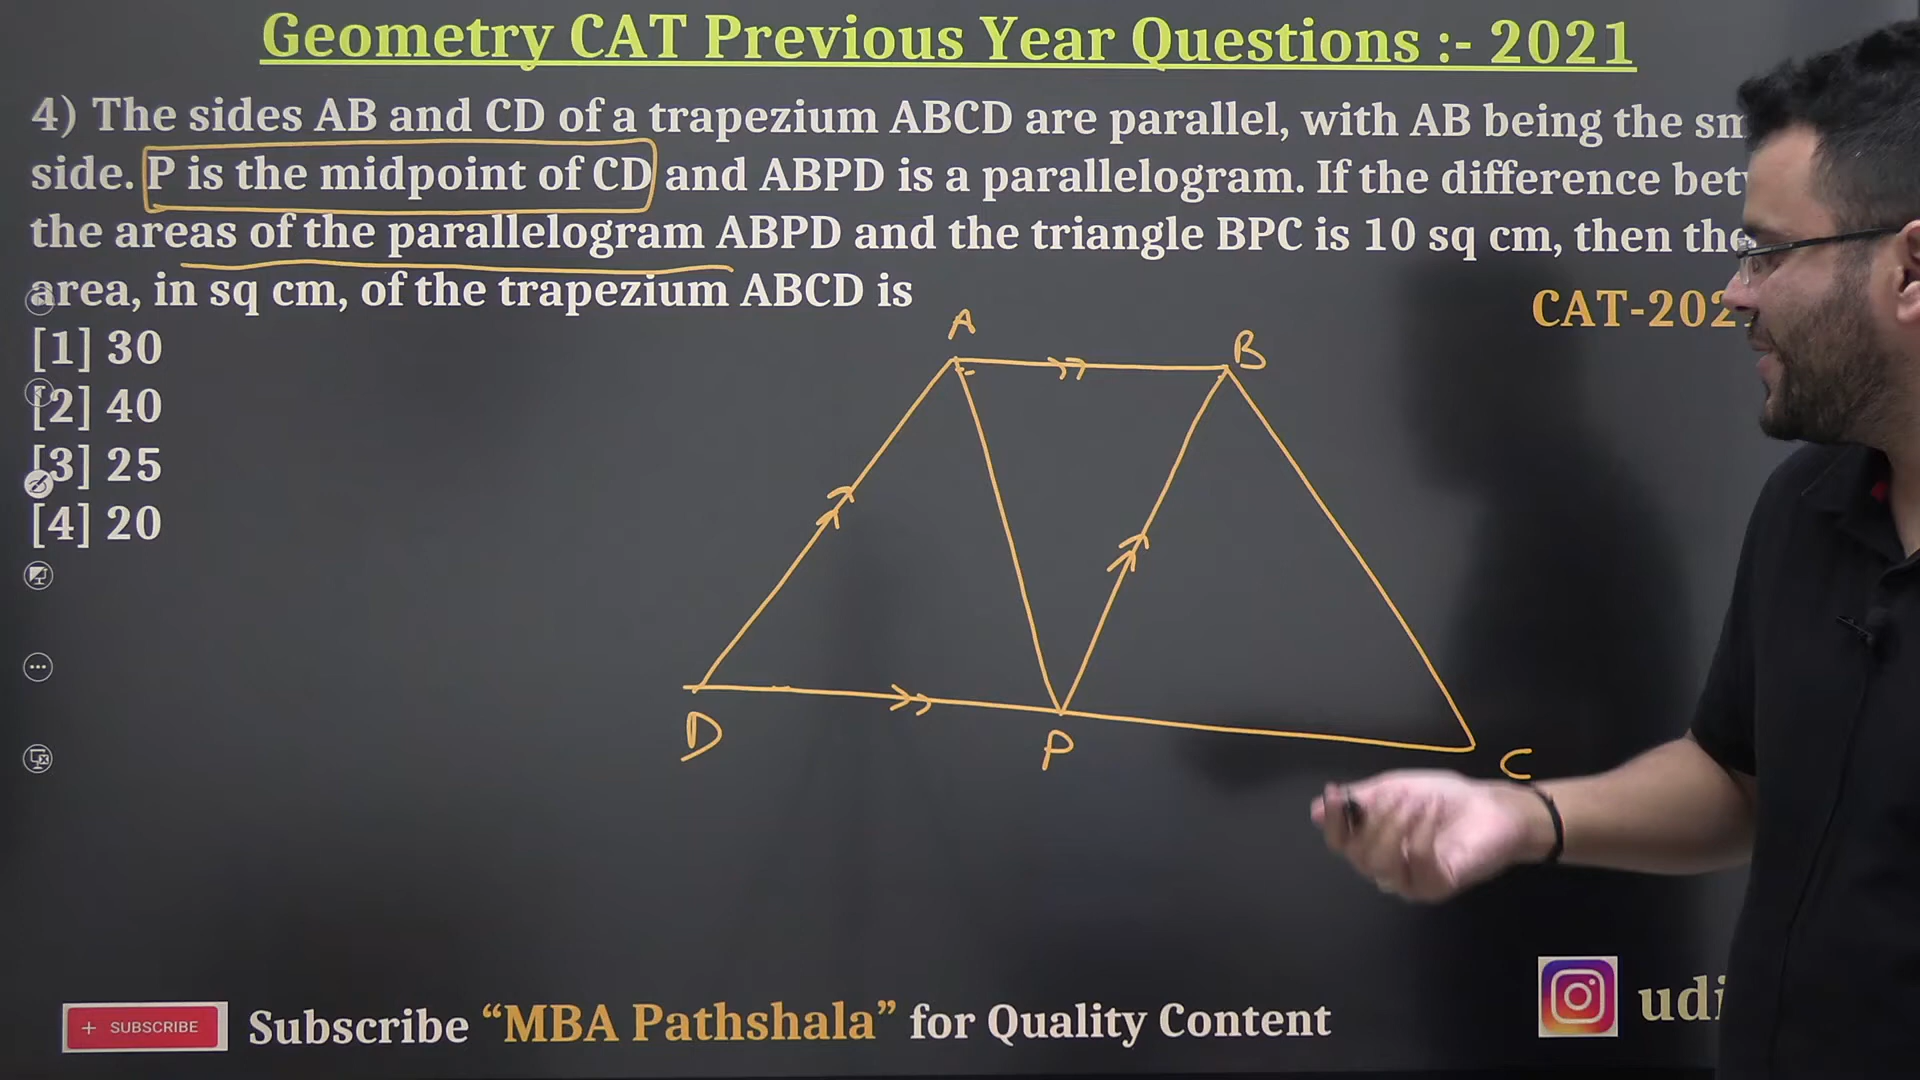 Geometry CAT Previous Year Questions :- 2021
4) The sides AB and CD of a trapezium ABCD are parallel, with AB being the
side. P is the midpoint of CD and ABPD is a parallelogram. If the difference
the areas of the parallelogram ABPD and the triangle BPC is 10 sq cm, then the
area, in sq cm, of the trapezium ABCD is
CAT-202
[1] 30
[2] 40
[3] 25
[4] 20
A
B
D
P
C
+ SUBSCRIBE
Subscribe “MBA Pathshala” for Quality Content
udi